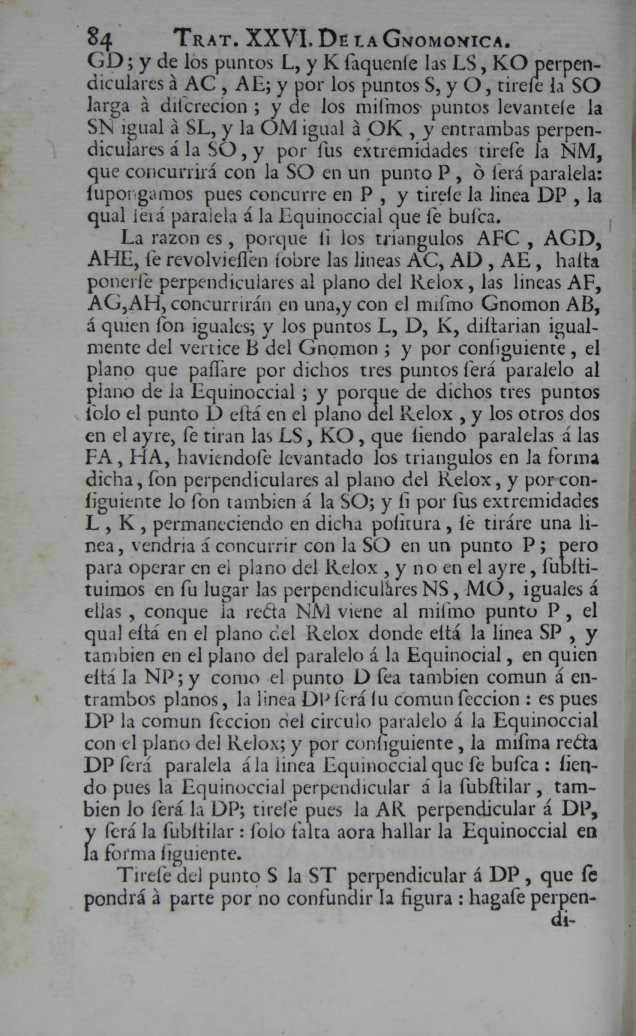 84 TRAT. XXVI. DE LA GNOMONICA.
GD; y de los puntos L, y K ſaquenſe las LS, KO perpen-
diculares à AC, AE; y por los puntos S, y O, tireſe la SO
larga à diſcrecion; y de los miſmos puntos levanteſe la
SN igual à SL, y la OM igual à OK, y entrambas perpen-
diculares á la SO, y por ſus extremidades tireſe la NM,
que concurrirá con la SO en un punto P, ò ſerá paralela:
ſupongamos pues concurre en P, y tireſe la linea DP, la
qual ſerá paralela á la Equinoccial que ſe buſca.
La razon es, porque ſi los triangulos AFC, AGD,
AHE, ſe revolvieſſen ſobre las lineas AC, AD, AE, haſta
ponerſe perpendiculares al plano del Relox, las lineas AF,
AG,AH, concurrirán en una,y con el miſmo Gnomon AB,
á quien ſon iguales; y los puntos L, D, K, diſtarian igual-
mente del vertice B del Gnomon; y por conſiguiente, el
plano que paſſare por dichos tres puntos ſerá paralelo al
plano de la Equinoccial; y porque de dichos tres puntos
ſolo el punto D eſtá en el plano del Relox, y los otros dos
en el ayre, ſe tiran las LS, KO, que ſiendo paralelas á las
FA, HA, haviendoſe levantado los triangulos en la forma
dicha, ſon perpendiculares al plano del Relox, y por con-
ſiguiente lo ſon tambien á la SO; y ſi por ſus extremidades
L, K, permaneciendo en dicha poſitura, ſe tiráre una li-
nea, vendria á concurrir con la SO en un punto P; pero
para operar en el plano del Relox, y no en el ayre, ſubſti-
tuimos en ſu lugar las perpendiculares NS, MO, iguales á
ellas, conque la recta NM viene al miſmo punto P, el
qual eſtá en el plano del Relox donde eſtá la linea SP, y
tambien en el plano del paralelo á la Equinocial, en quien
eſtá la NP; y como el punto D ſea tambien comun á en-
trambos planos, la linea DP ſerá ſu comun ſeccion: es pues
DP la comun ſeccion del circulo paralelo á la Equinoccial
con el plano del Relox; y por conſiguiente, la miſma recta
DP ſerá paralela á la linea Equinoccial que ſe buſca: ſien-
do pues la Equinoccial perpendicular á la ſubſtilar, tam-
bien lo ſerá la DP; tireſe pues la AR perpendicular á DP,
y ſerá la ſubſtilar: ſolo falta aora hallar la Equinoccial en
la forma ſiguiente.
Tireſe del punto S la ST perpendicular á DP, que ſe
pondrá à parte por no confundir la figura: hagaſe perpen-
di-